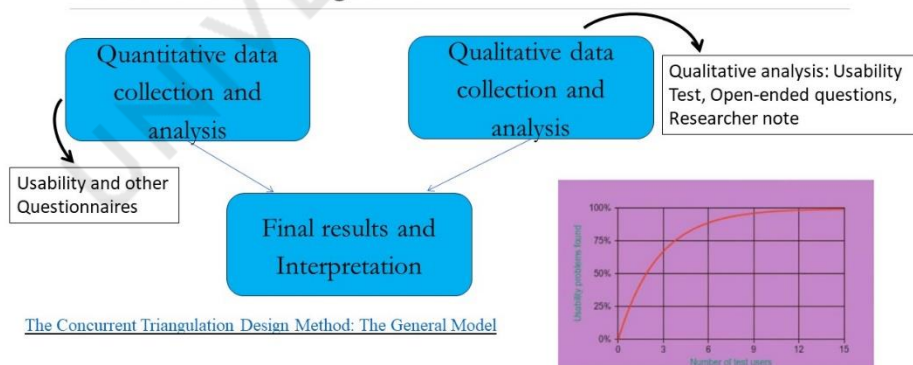 Quantitative data
collection and
analysis
Qualitative data
collection and
analysis
Qualitative analysis: Usability
Test, Open-ended questions,
Researcher note
Usability and other
Questionnaires
Final results and
Interpretation
The Concurrent Triangulation Design Method: The General Model
Usability problems found
100%
75%
50%
25%
0%
0 3 6 9 12 15
Number of test users